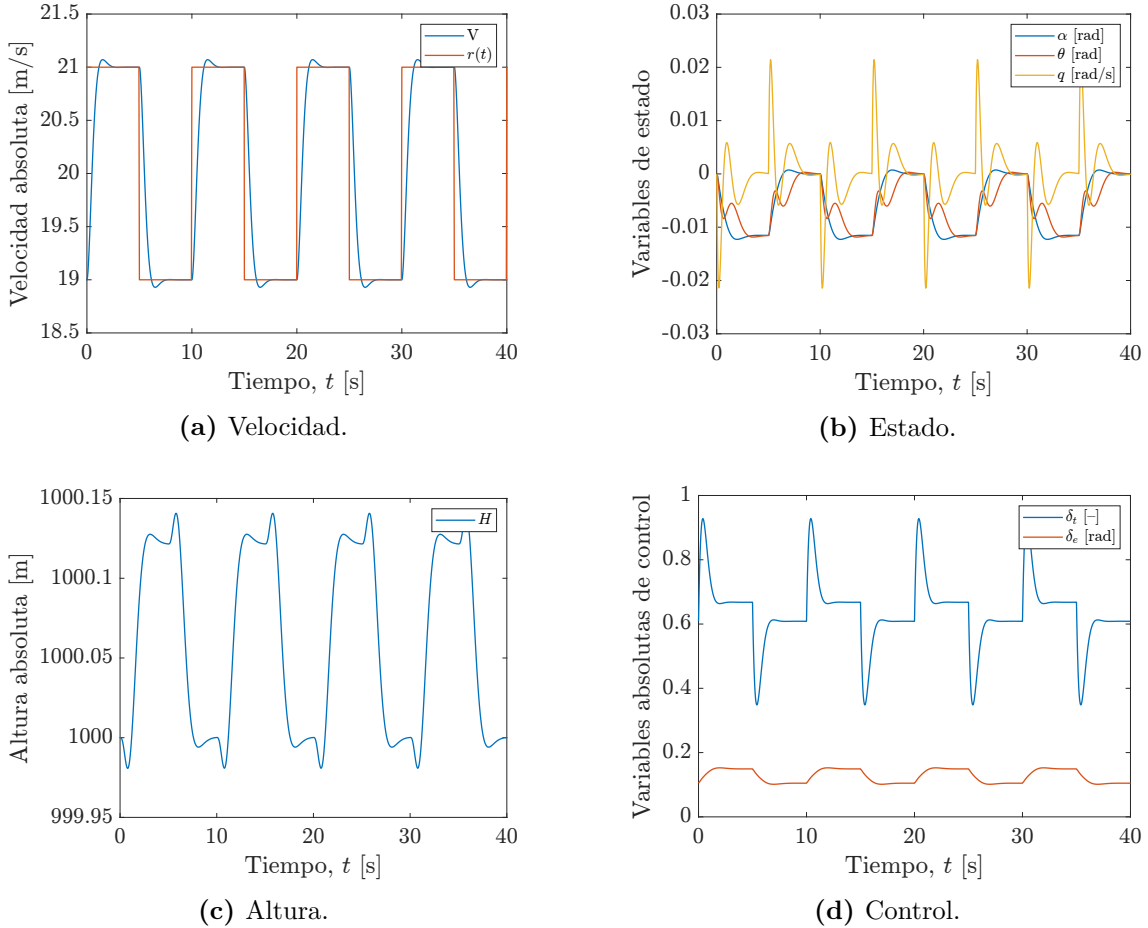 21.5
21
20.5
20
19.5
19
18.5
Velocidad absoluta [m/s]
V
r(t)
0
10
20
30
40
Tiempo, t [s]
(a) Velocidad.
0.03
0.02
0.01
0
-0.01
-0.02
-0.03
Variables de estado
α [rad]
θ [rad]
q [rad/s]
0
10
20
30
40
Tiempo, t [s]
(b) Estado.
1000.15
1000.1
1000.05
1000
999.95
Altura absoluta [m]
H
0
10
20
30
40
Tiempo, t [s]
(c) Altura.
1
0.8
0.6
0.4
0.2
0
Variables absolutas de control
δt [–]
δe [rad]
0
10
20
30
40
Tiempo, t [s]
(d) Control.